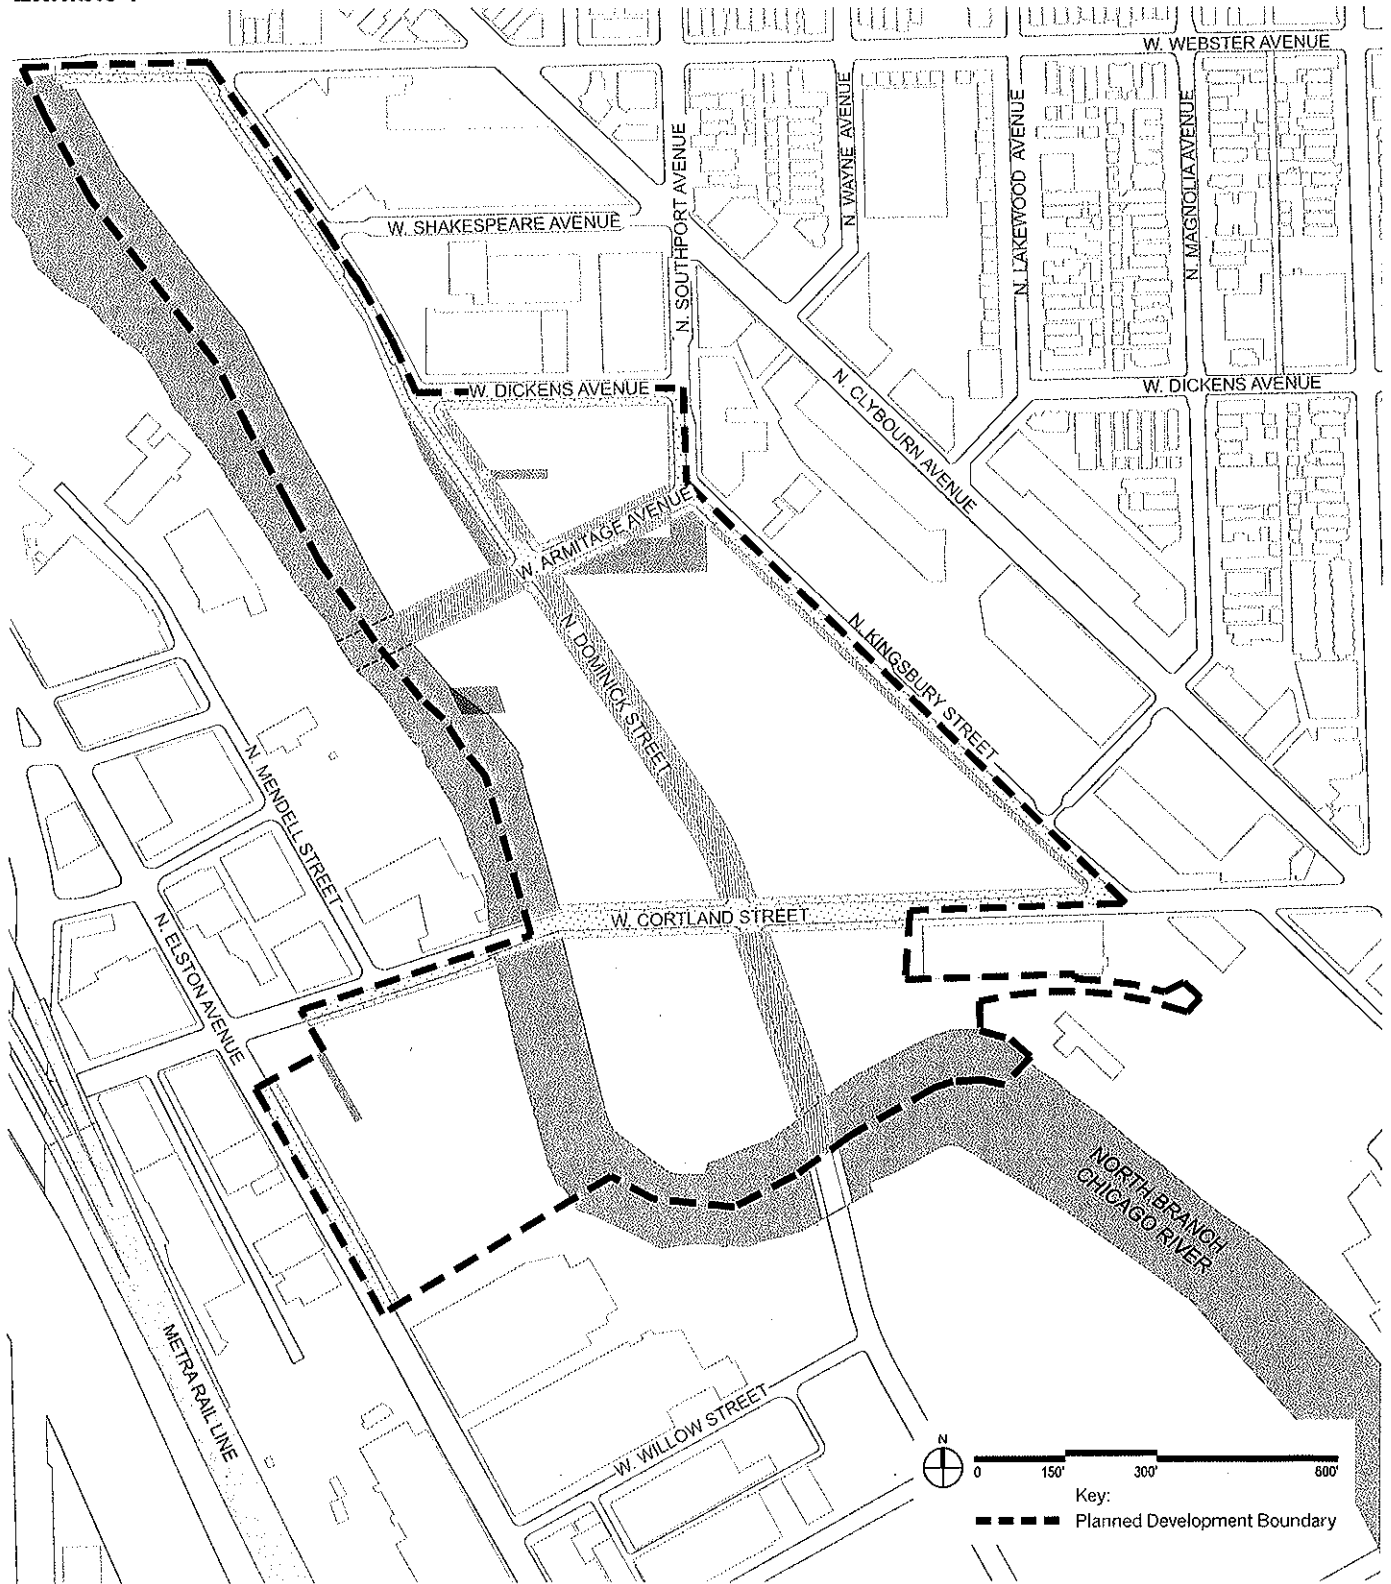 W. WEBSTER AVENUE
N. WAYNE AVENUE
N. LAKEWOOD AVENUE
N. MAGNOLIA AVENUE
N. SOUTHPORT AVENUE
W. SHAKESPEARE AVENUE
W. DICKENS AVENUE
W. DICKENS AVENUE
N. CLYBOURN AVENUE
W. ARMITAGE AVENUE
N. DOMINICK STREET
N. KINGSBURY STREET
N. MENDELL STREET
W. CORTLAND STREET
N. ELSTON AVENUE
NORTH BRANCH
CHICAGO RIVER
METRA RAIL LINE
W. WILLOW STREET
N
0 150' 300' 600'
Key:
Planned Development Boundary